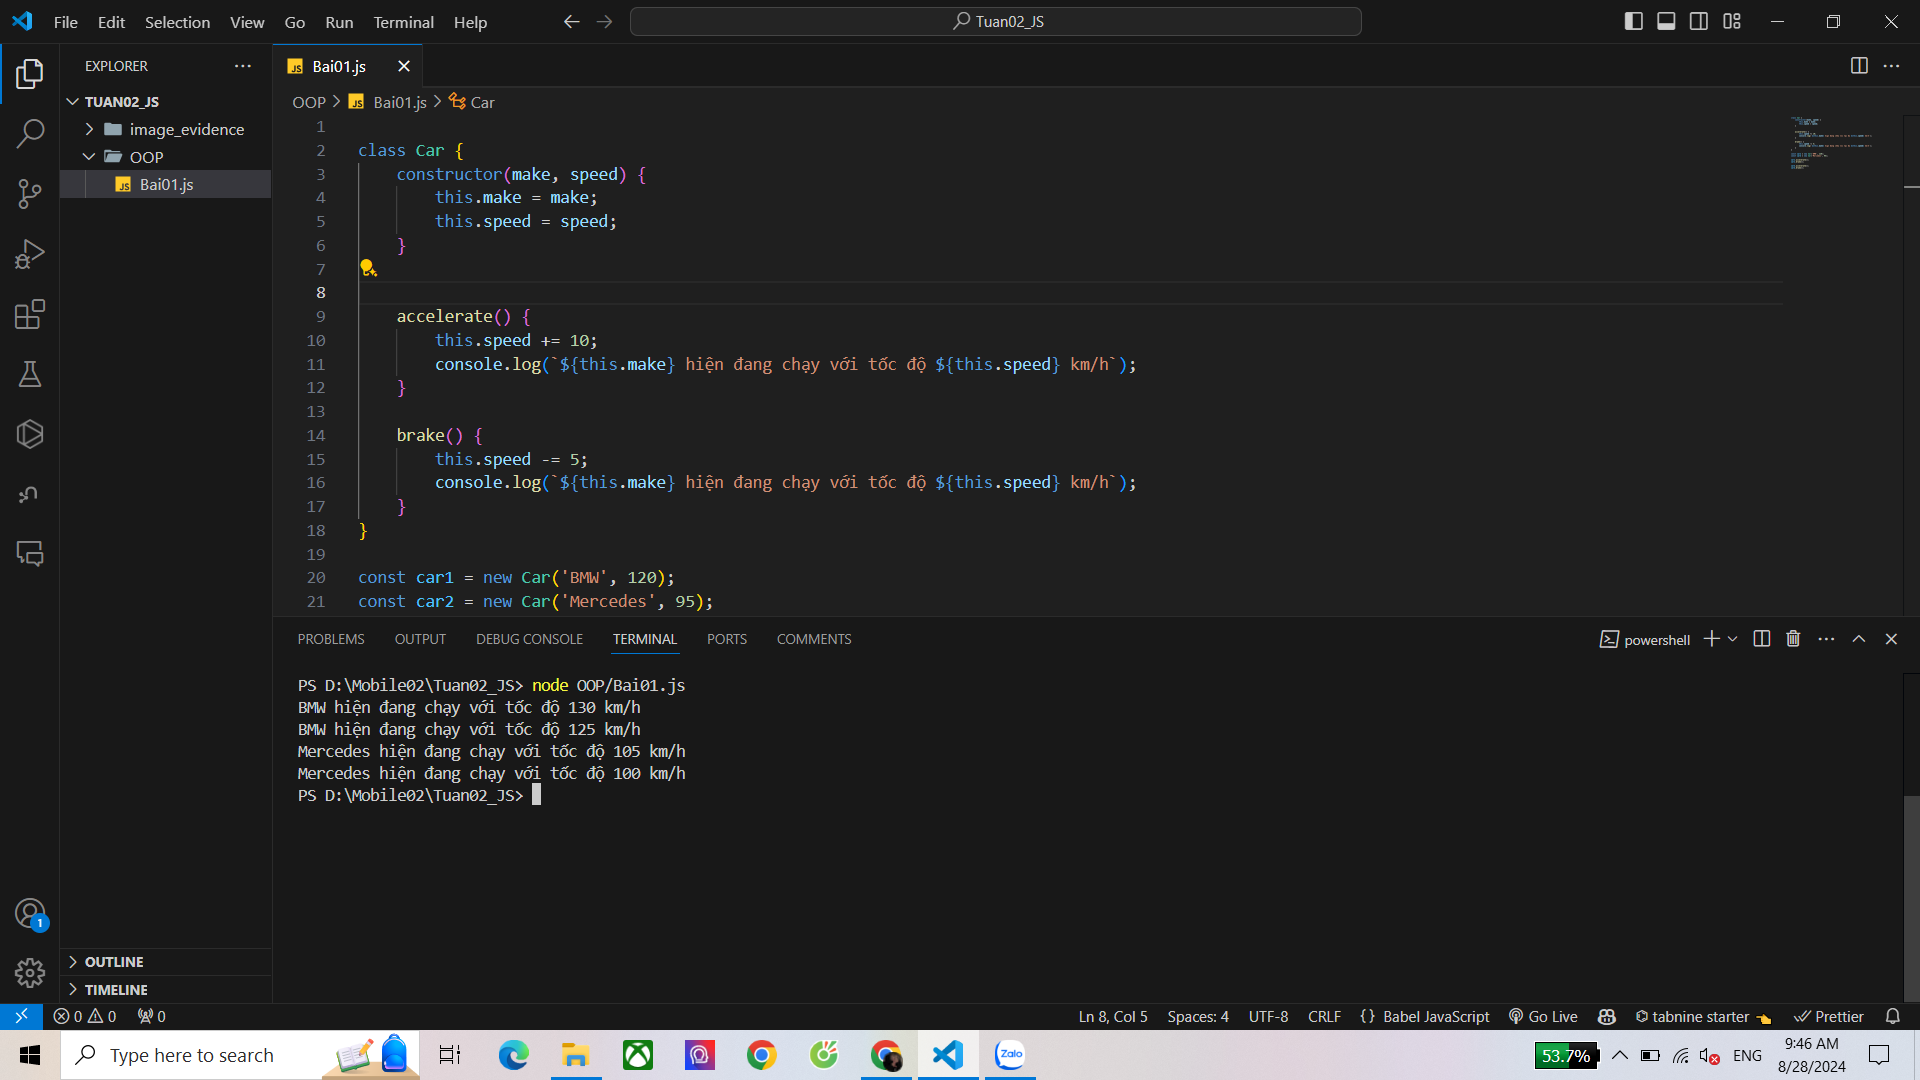 File Edit Selection View Go Run Terminal Help
Tuan02_JS
EXPLORER
Bai01.js
TUAN02_JS
image_evidence
OOP
Bai01.js
OOP > Bai01.js > Car
1
2 class Car {
3 constructor(make, speed) {
4 this.make = make;
5 this.speed = speed;
6 }
7
8
9 accelerate() {
10 this.speed += 10;
11 console.log(`${this.make} hiện đang chạy với tốc độ ${this.speed} km/h`);
12 }
13
14 brake() {
15 this.speed -= 5;
16 console.log(`${this.make} hiện đang chạy với tốc độ ${this.speed} km/h`);
17 }
18 }
19
20 const car1 = new Car('BMW', 120);
21 const car2 = new Car('Mercedes', 95);
PROBLEMS OUTPUT DEBUG CONSOLE TERMINAL PORTS COMMENTS
powershell
PS D:\Mobile02\Tuan02_JS> node OOP/Bai01.js
BMW hiện đang chạy với tốc độ 130 km/h
BMW hiện đang chạy với tốc độ 125 km/h
Mercedes hiện đang chạy với tốc độ 105 km/h
Mercedes hiện đang chạy với tốc độ 100 km/h
PS D:\Mobile02\Tuan02_JS>
1
OUTLINE
TIMELINE
0 0 0
Ln 8, Col 5 Spaces: 4 UTF-8 CRLF {} Babel JavaScript Go Live tabnine starter Prettier
Type here to search
Zalo
53.7%
ENG
9:46 AM
8/28/2024